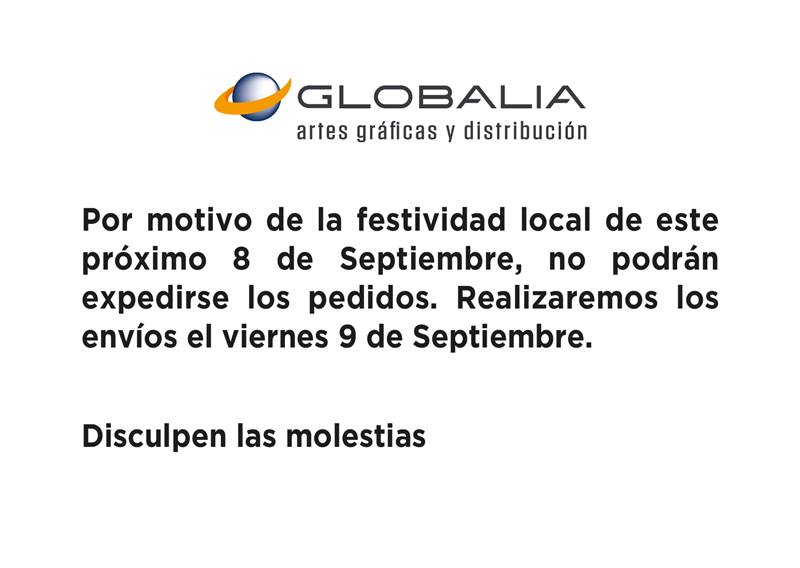 GLOBALIA
artes gráficas y distribución
Por motivo de la festividad local de este
próximo 8 de Septiembre, no podrán
expedirse los pedidos. Realizaremos los
envíos el viernes 9 de Septiembre.
Disculpen las molestias